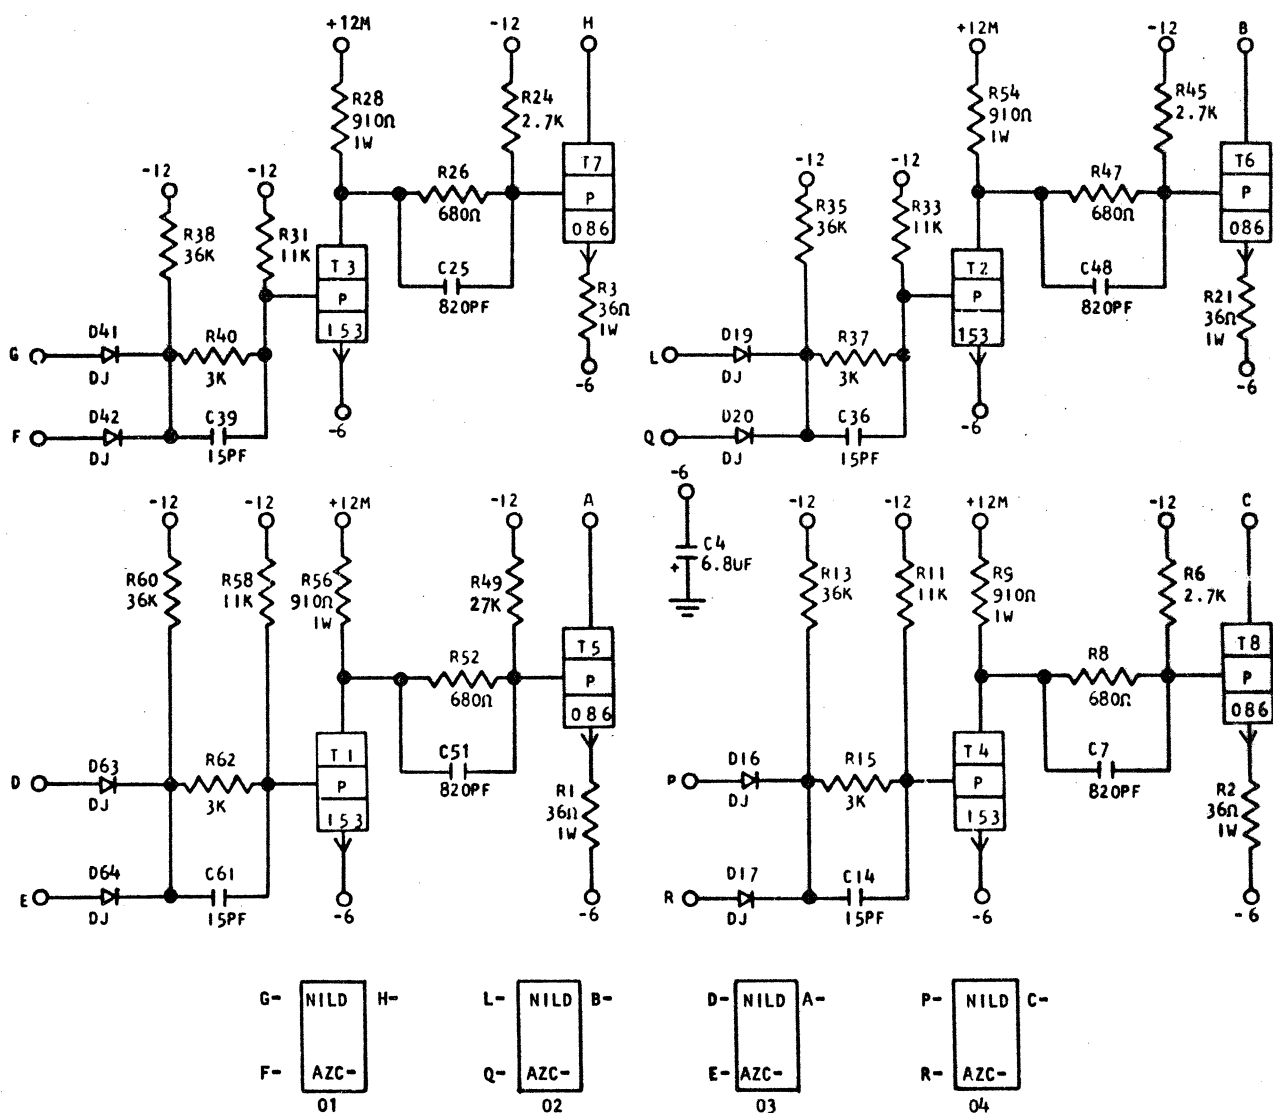 +12M
-12
H
R28
910Ω
1W
R24
2.7K
T7
P
086
-12
-12
R26
680Ω
R38
36K
R31
11K
T3
P
153
C25
820PF
R3
36Ω
1W
D41
G
DJ
R40
3K
-6
D42
F
DJ
C39
15PF
-6
+12M
-12
B
R54
910Ω
1W
R45
2.7K
T6
P
086
-12
-12
R47
680Ω
R35
36K
R33
11K
T2
P
153
C48
820PF
R21
36Ω
1W
D19
L
DJ
R37
3K
-6
D20
Q
DJ
C36
15PF
-6
-12
-12
+12M
-12
A
R60
36K
R58
11K
R56
910Ω
1W
R49
27K
T5
P
086
R52
680Ω
T1
P
153
C51
820PF
R1
36Ω
1W
D63
D
DJ
R62
3K
D64
E
DJ
C61
15PF
-6
-6
-6
C4
6.8UF
+
-12
-12
+12M
-12
C
R13
36K
R11
11K
R9
910Ω
1W
R6
2.7K
T8
P
086
R8
680Ω
T4
P
153
C7
820PF
R2
36Ω
1W
D16
P
DJ
R15
3K
D17
R
DJ
C14
15PF
-6
-6
G- NILD H-
F- AZC-
01
L- NILD B-
Q- AZC-
02
D- NILD A-
E- AZC-
03
P- NILD C-
R- AZC-
04